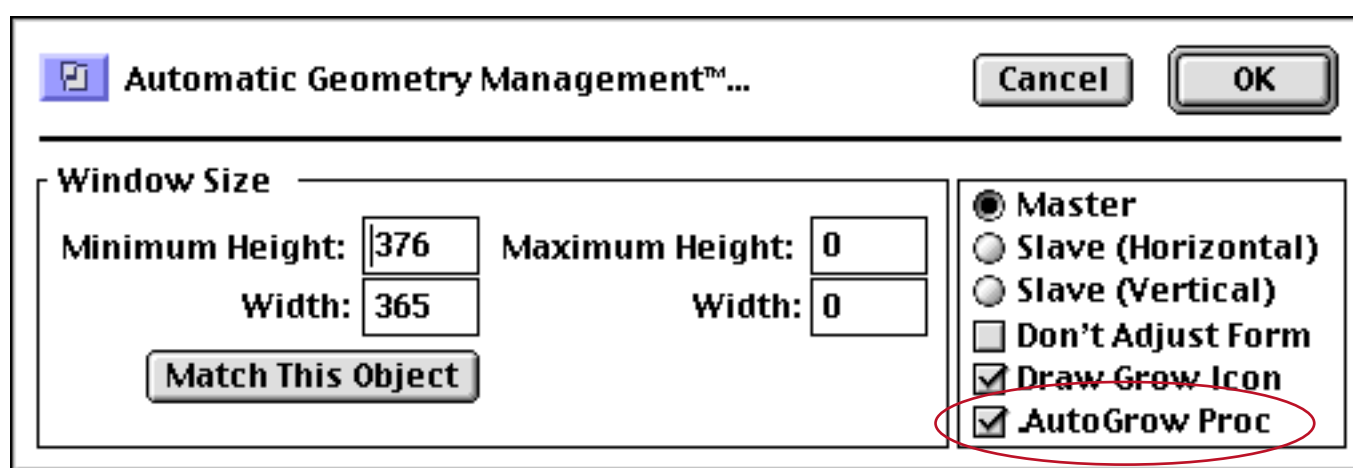 Automatic Geometry Management™...
Cancel
OK
Window Size
Minimum Height: 376
Maximum Height: 0
Width: 365
Width: 0
Match This Object
Master
Slave (Horizontal)
Slave (Vertical)
Don't Adjust Form
Draw Grow Icon
.AutoGrow Proc